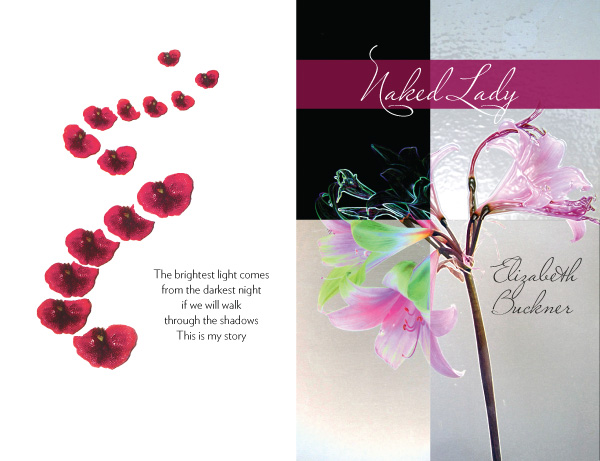 The brightest light comes
from the darkest night
if we will walk
through the shadows
This is my story
Naked Lady
Elizabeth
Buckner